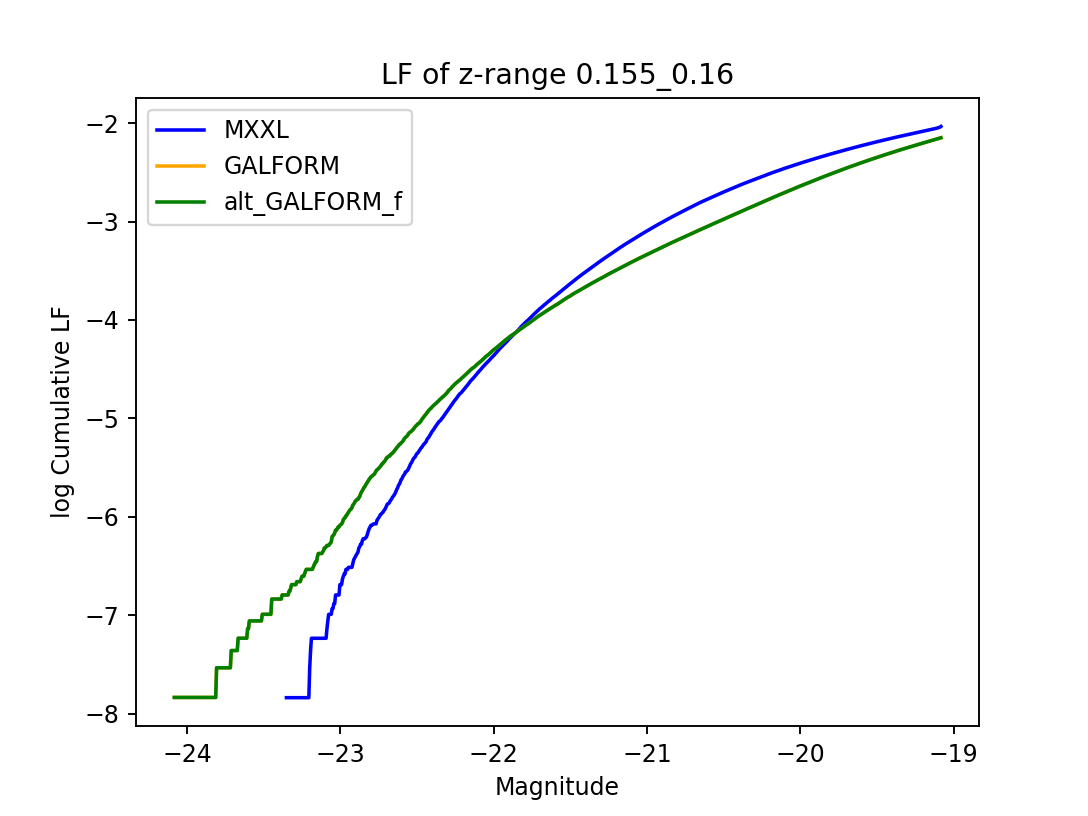 LF of z-range 0.155_0.16
MXXL
GALFORM
alt_GALFORM_f
−2
−3
−4
−5
−6
−7
−8
log Cumulative LF
−24
−23
−22
−21
−20
−19
Magnitude